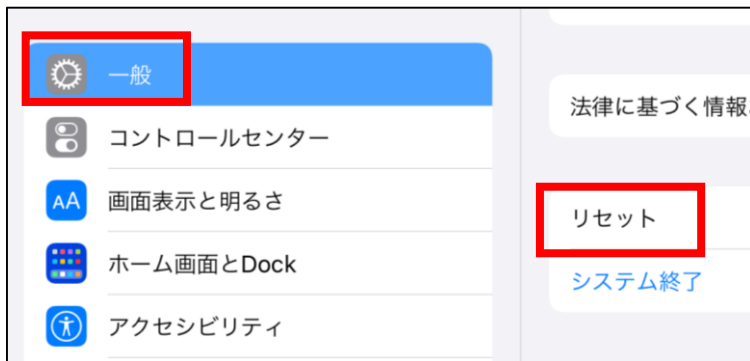 一般
コントロールセンター
AA 画面表示と明るさ
ホーム画面とDock
アクセシビリティ
法律に基づく情報
リセット
システム終了